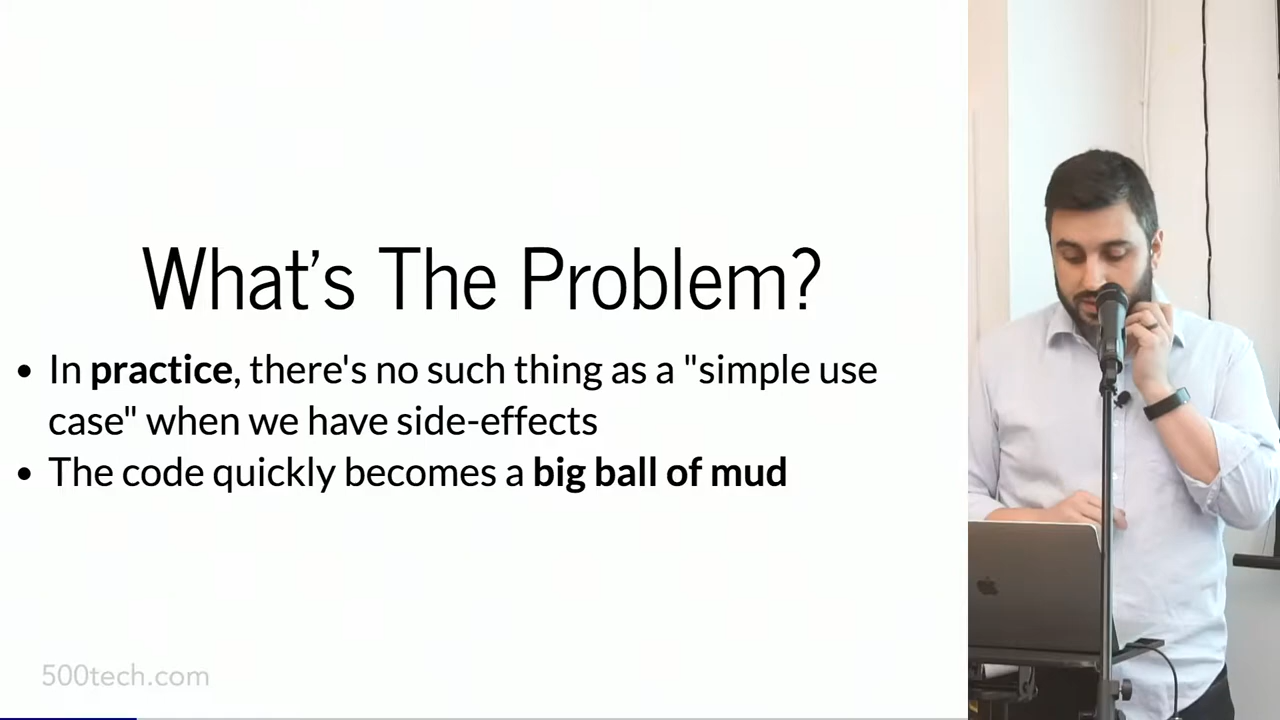 What's The Problem?
In practice, there's no such thing as a "simple use
case" when we have side-effects
The code quickly becomes a big ball of mud
500tech.com